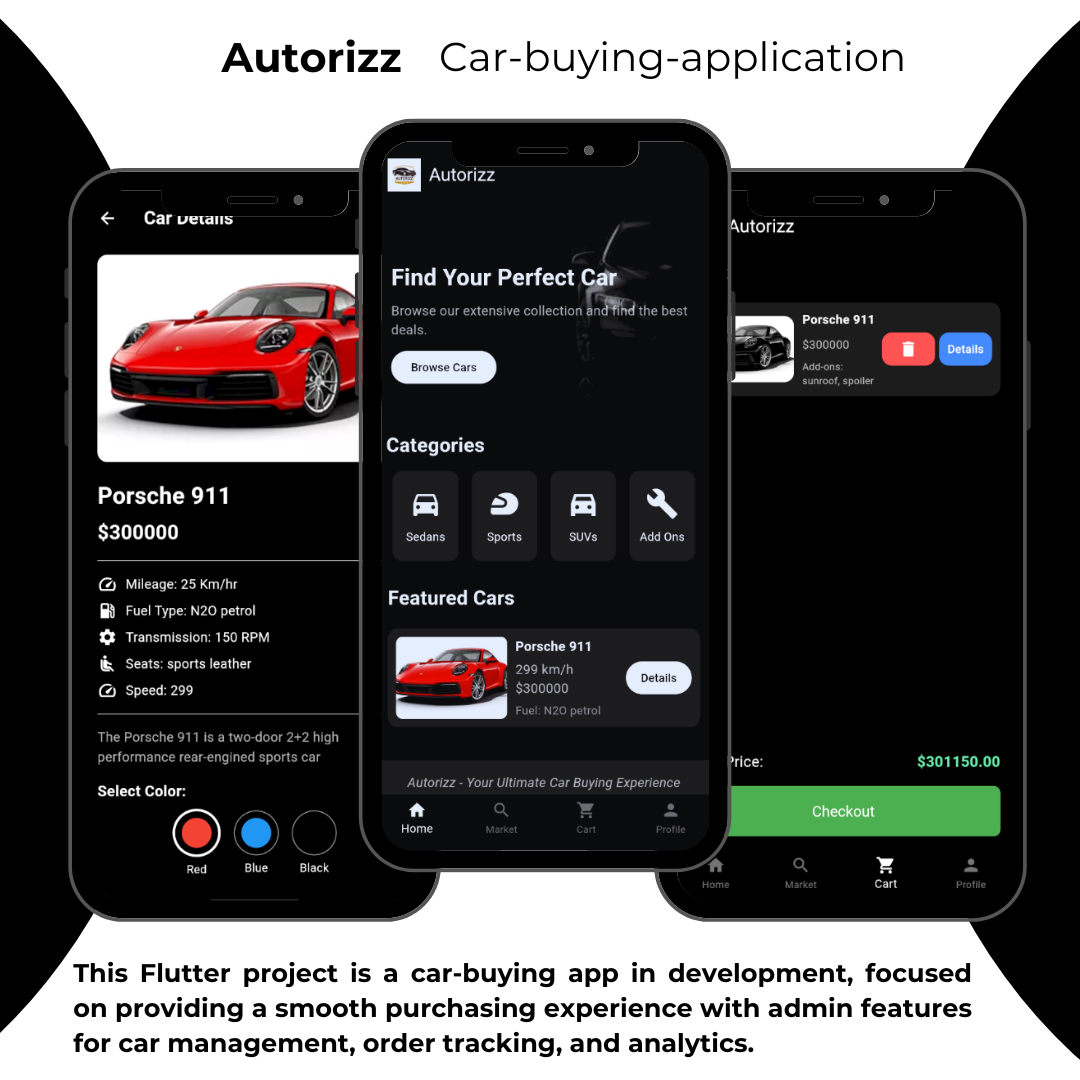 Autorizz Car-buying-application
Car Details
Porsche 911
$300000
Mileage: 25 Km/hr
Fuel Type: N2O petrol
Transmission: 150 RPM
Seats: sports leather
Speed: 299
The Porsche 911 is a two-door 2+2 high
performance rear-engined sports car
Select Color:
Red Blue Black
AUTORIZZ
Autorizz
Find Your Perfect Car
Browse our extensive collection and find the best
deals.
Browse Cars
Categories
Sedans Sports SUVs Add Ons
Featured Cars
Porsche 911
299 km/h
$300000
Fuel: N2O petrol
Details
Autorizz - Your Ultimate Car Buying Experience
Home Market Cart Profile
Autorizz
Porsche 911
$300000
Add-ons:
sunroof, spoiler
Details
Price: $301150.00
Checkout
Home Market Cart Profile
This Flutter project is a car-buying app in development, focused
on providing a smooth purchasing experience with admin features
for car management, order tracking, and analytics.